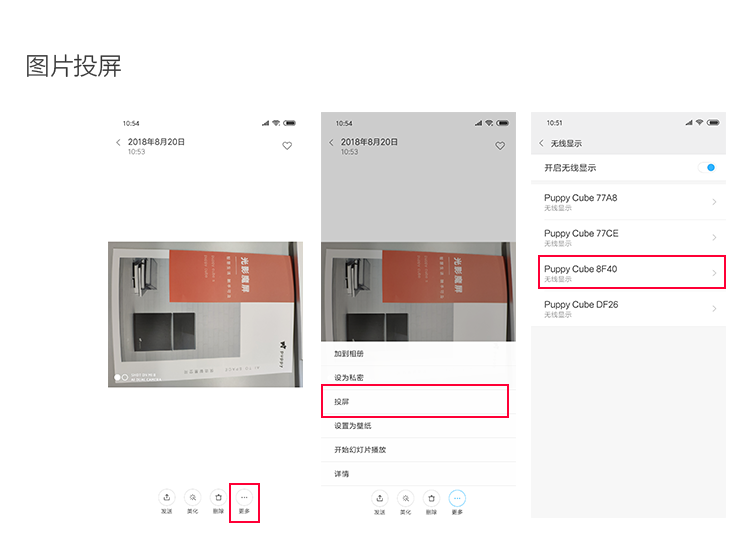 图片投屏
10:54
2018年8月20日
10:53
光影魔屏
puppy
发送
美化
删除
更多
10:54
2018年8月20日
10:53
光影魔屏
加到相册
设为私密
投屏
设置为壁纸
开始幻灯片播放
详情
发送
美化
删除
更多
10:51
无线显示
开启无线显示
Puppy Cube 77A8
无线显示
Puppy Cube 77CE
无线显示
Puppy Cube 8F40
无线显示
Puppy Cube DF26
无线显示